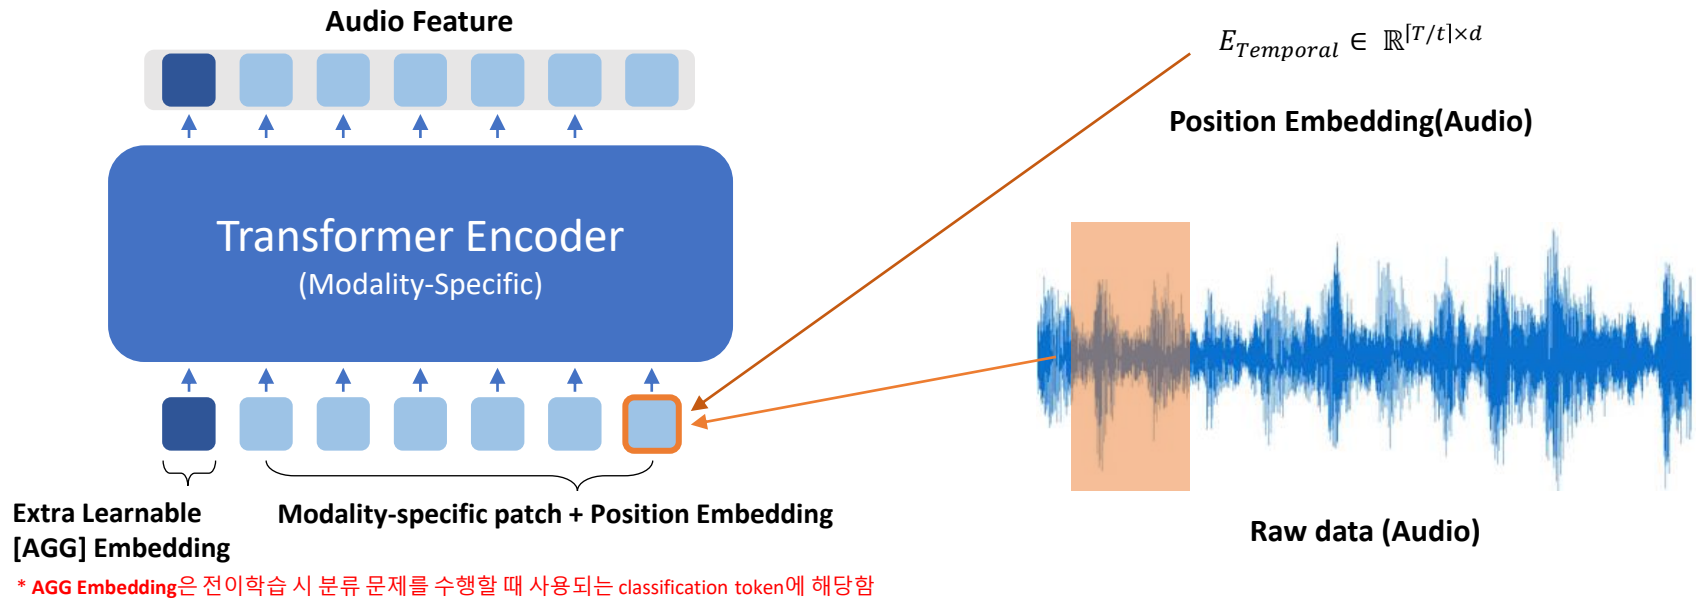 Audio Feature
Transformer Encoder
(Modality-Specific)
Extra Learnable
[AGG] Embedding
Modality-specific patch + Position Embedding
* AGG Embedding은 전이학습 시 분류 문제를 수행할 때 사용되는 classification token에 해당함
E_{Temporal} ∈ ℝ^{⌈T/t⌉×d}
Position Embedding(Audio)
Raw data (Audio)